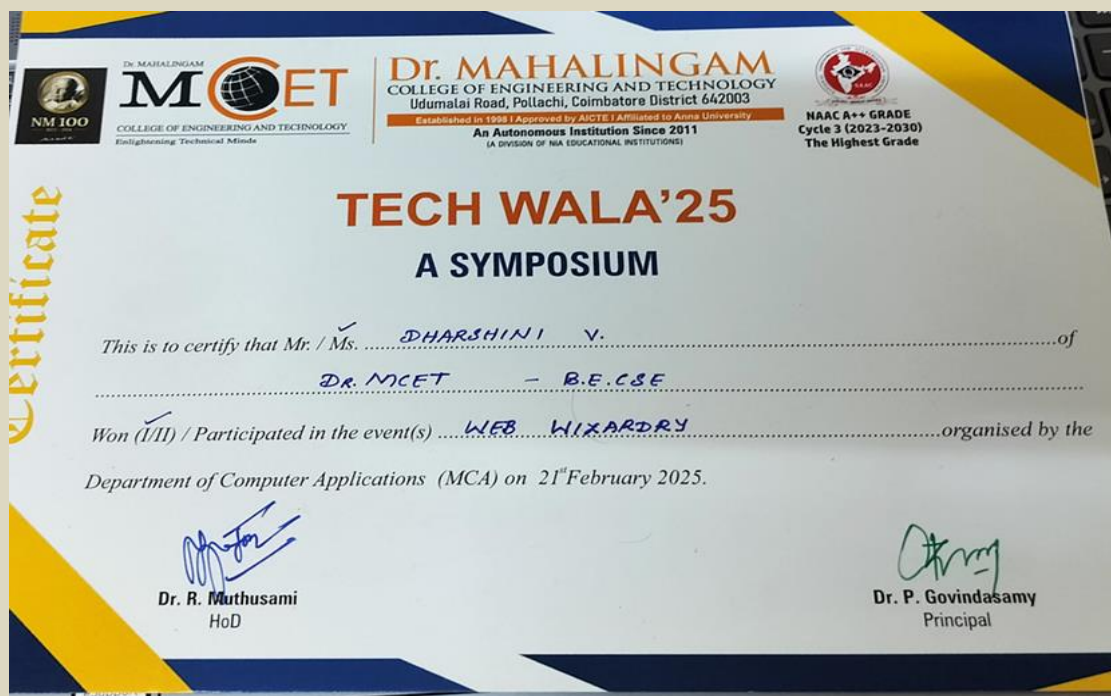 NM 100
Dr. MAHALINGAM
MCET
COLLEGE OF ENGINEERING AND TECHNOLOGY
Enlightening Technical Minds
Dr. MAHALINGAM
COLLEGE OF ENGINEERING AND TECHNOLOGY
Udumalai Road, Pollachi, Coimbatore District 642003
Established in 1998 I Approved by AICTE I Affiliated to Anna University
An Autonomous Institution Since 2011
(A DIVISION OF NIA EDUCATIONAL INSTITUTIONS)
NAAC
NAAC A++ GRADE
Cycle 3 (2023-2030)
The Highest Grade
Certificate
TECH WALA'25
A SYMPOSIUM
This is to certify that Mr. / Ms. DHARSHINI V. of
DR. MCET - B.E.CSE
Won (I/II) / Participated in the event(s) WEB WIXARDRY organised by the
Department of Computer Applications (MCA) on 21st February 2025.
Dr. R. Muthusami
HoD
Dr. P. Govindasamy
Principal